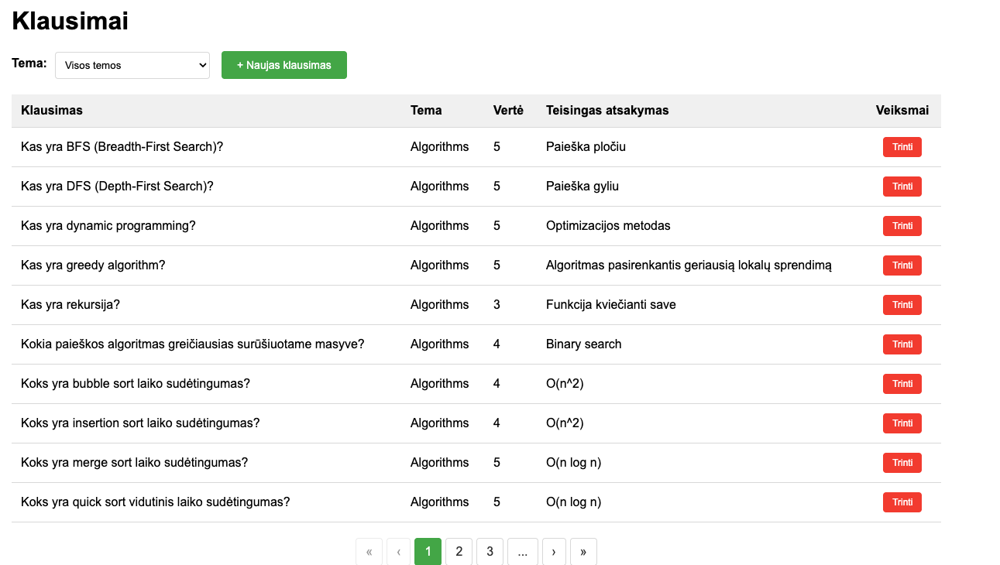 Klausimai
Tema: Visos temos + Naujas klausimas
Klausimas Tema Vertė Teisingas atsakymas Veiksmai
Kas yra BFS (Breadth-First Search)? Algorithms 5 Paieška pločiu Trinti
Kas yra DFS (Depth-First Search)? Algorithms 5 Paieška gyliu Trinti
Kas yra dynamic programming? Algorithms 5 Optimizacijos metodas Trinti
Kas yra greedy algorithm? Algorithms 5 Algoritmas pasirenkantis geriausią lokalų sprendimą Trinti
Kas yra rekursija? Algorithms 3 Funkcija kviečianti save Trinti
Kokia paieškos algoritmas greičiausias surūšiuotame masyve? Algorithms 4 Binary search Trinti
Koks yra bubble sort laiko sudėtingumas? Algorithms 4 O(n^2) Trinti
Koks yra insertion sort laiko sudėtingumas? Algorithms 4 O(n^2) Trinti
Koks yra merge sort laiko sudėtingumas? Algorithms 5 O(n log n) Trinti
Koks yra quick sort vidutinis laiko sudėtingumas? Algorithms 5 O(n log n) Trinti
« ‹ 1 2 3 ... › »